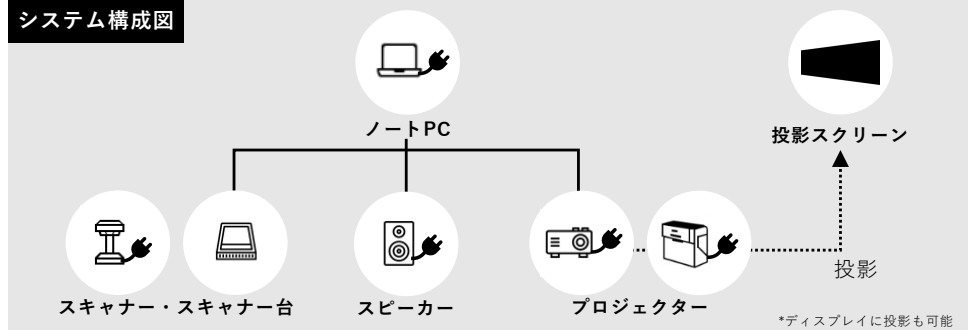 システム構成図
ノートPC
投影スクリーン
投影
スキャナー・スキャナー台
スピーカー
プロジェクター
*ディスプレイに投影も可能